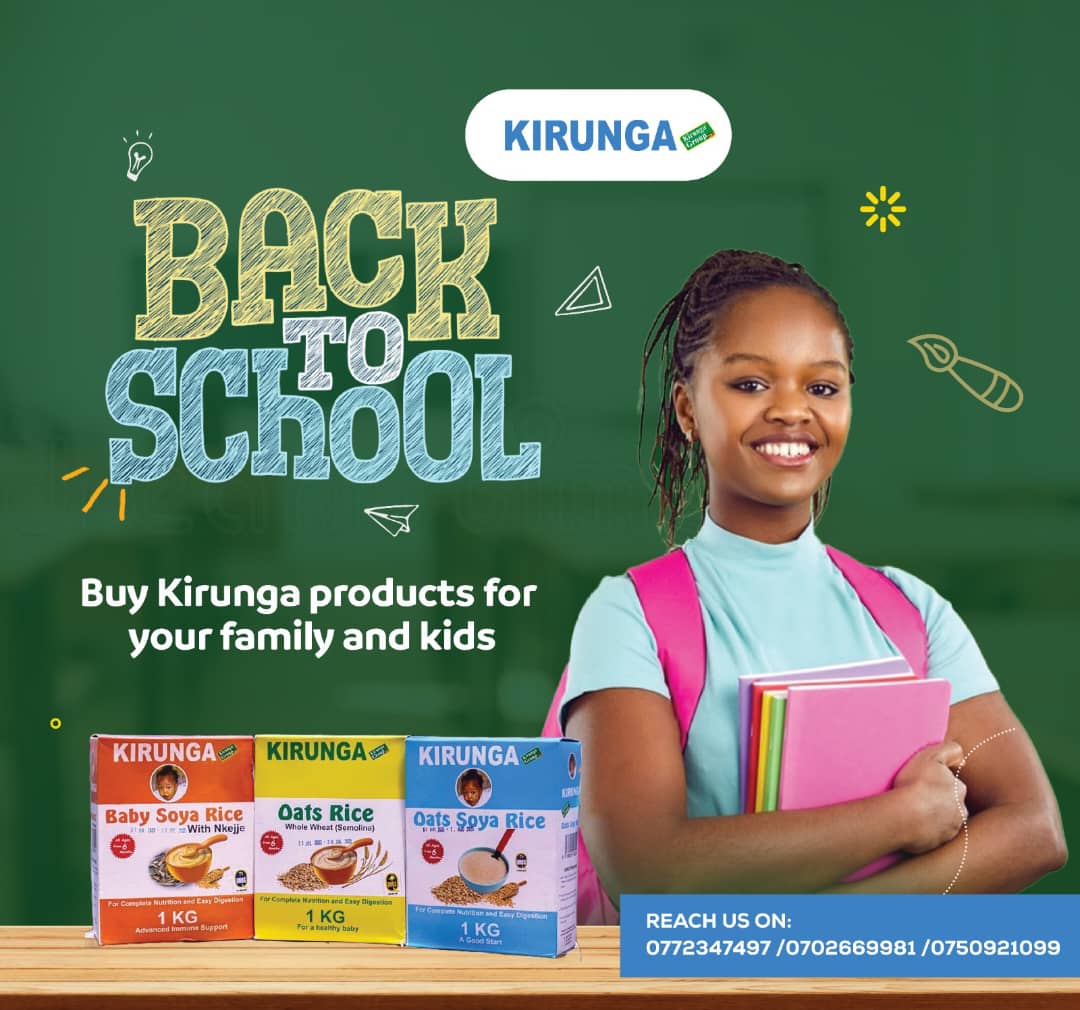 KIRUNGA
Kirunga
Group
BACK
TO
SChOOL
Buy Kirunga products for
your family and kids
KIRUNGA
Baby Soya Rice
With Nkejje
For Complete Nutrition and Easy Digestion
1 KG
Advanced Immune Support
KIRUNGA
Oats Rice
Whole Wheat (Semolina)
For Complete Nutrition and Easy Digestion
1 KG
For a healthy baby
KIRUNGA
Oats Soya Rice
For Complete Nutrition and Easy Digestion
1 KG
A Good Start
KIRUNGA
REACH US ON:
0772347497 /0702669981 /0750921099